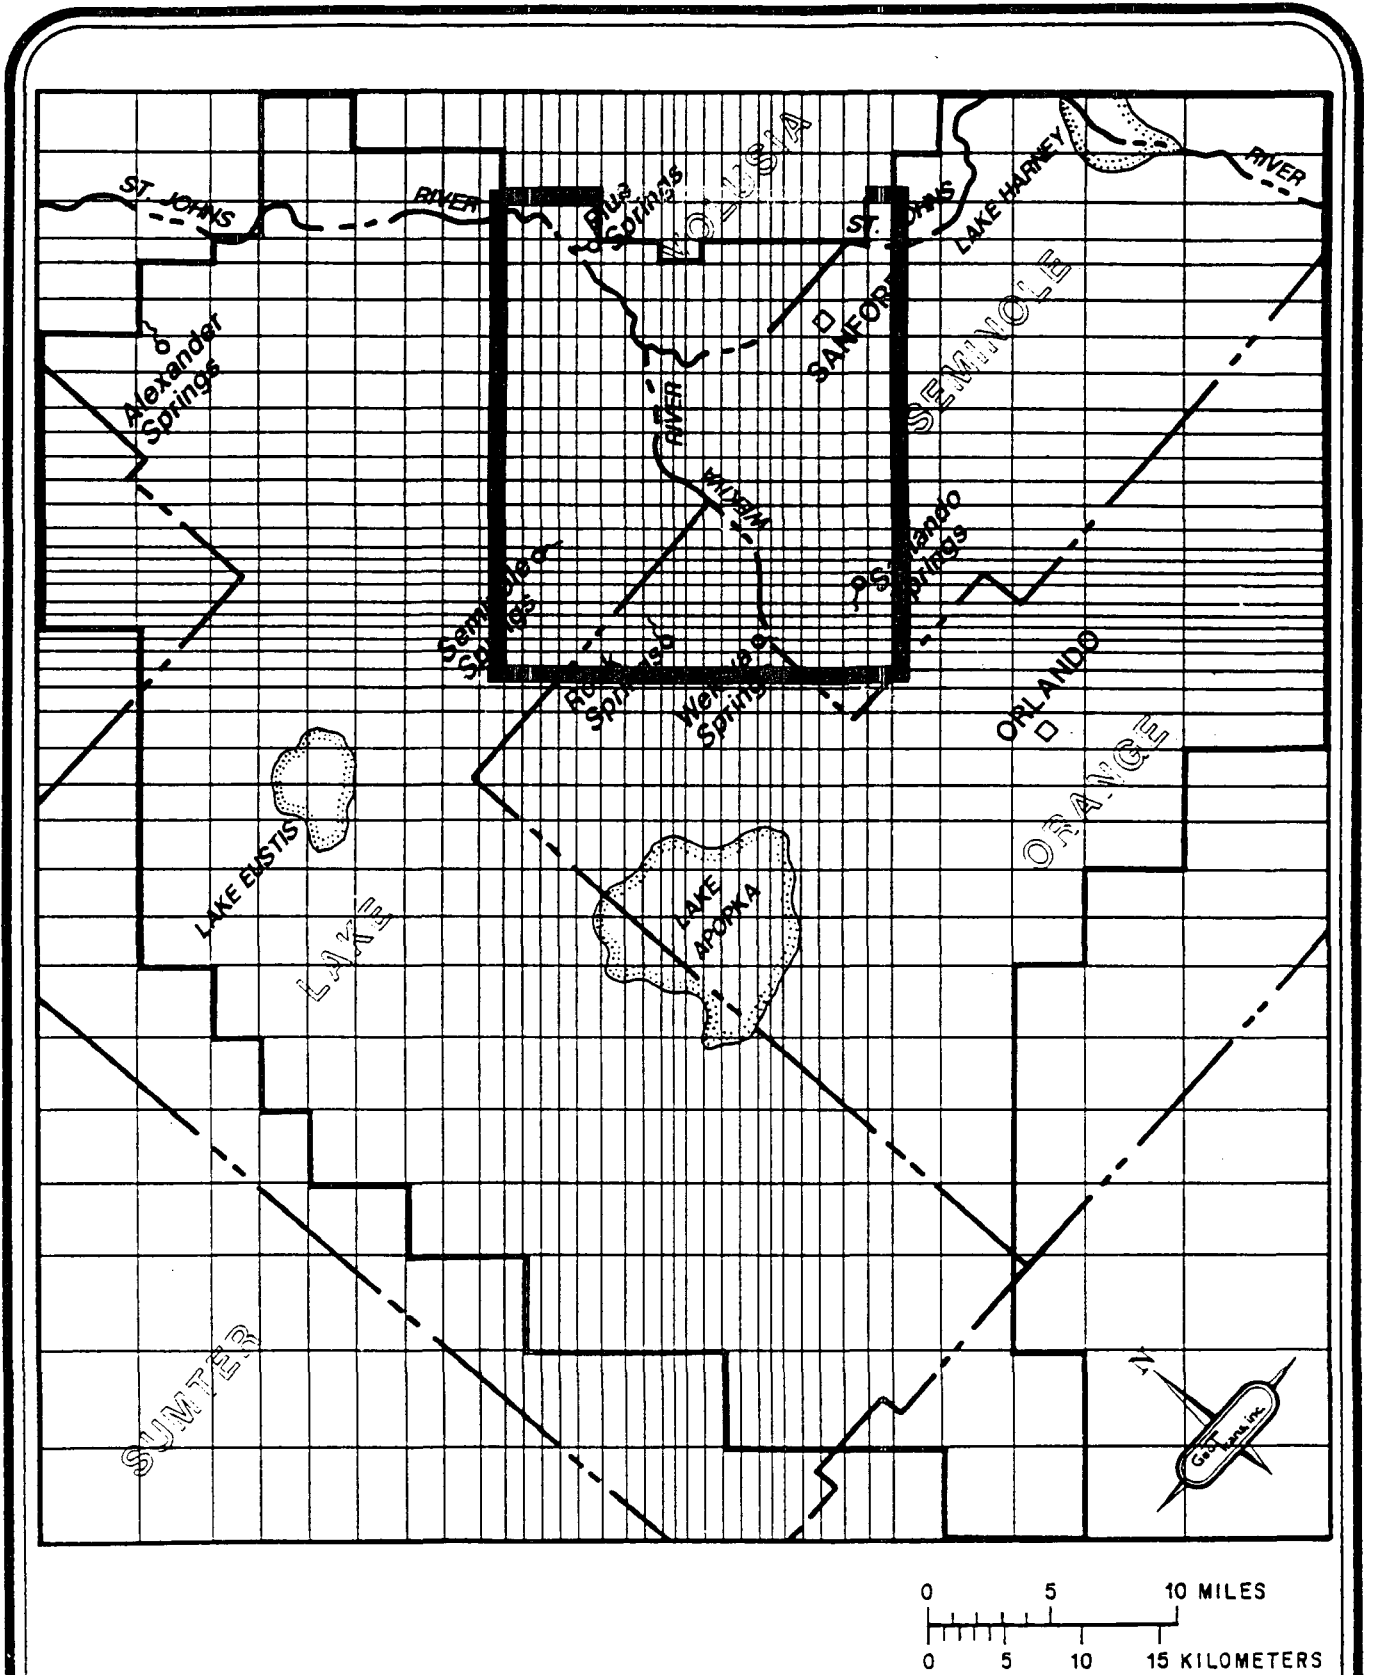 VOLUSIA
LAKE HARNEY
RIVER
ST. JOHNS
RIVER
Blue
Springs
ST. JOHNS
SANFORD
SEMINOLE
Alexander
Springs
RIVER
WEKIVA
Sanlando
Springs
Seminole
Springs
Rock
Springs
Wekiva
Springs
ORLANDO
ORANGE
LAKE EUSTIS
LAKE
LAKE
APOPKA
SUMTER
N
GeoTrans, inc.
0 5 10 MILES
0 5 10 15 KILOMETERS